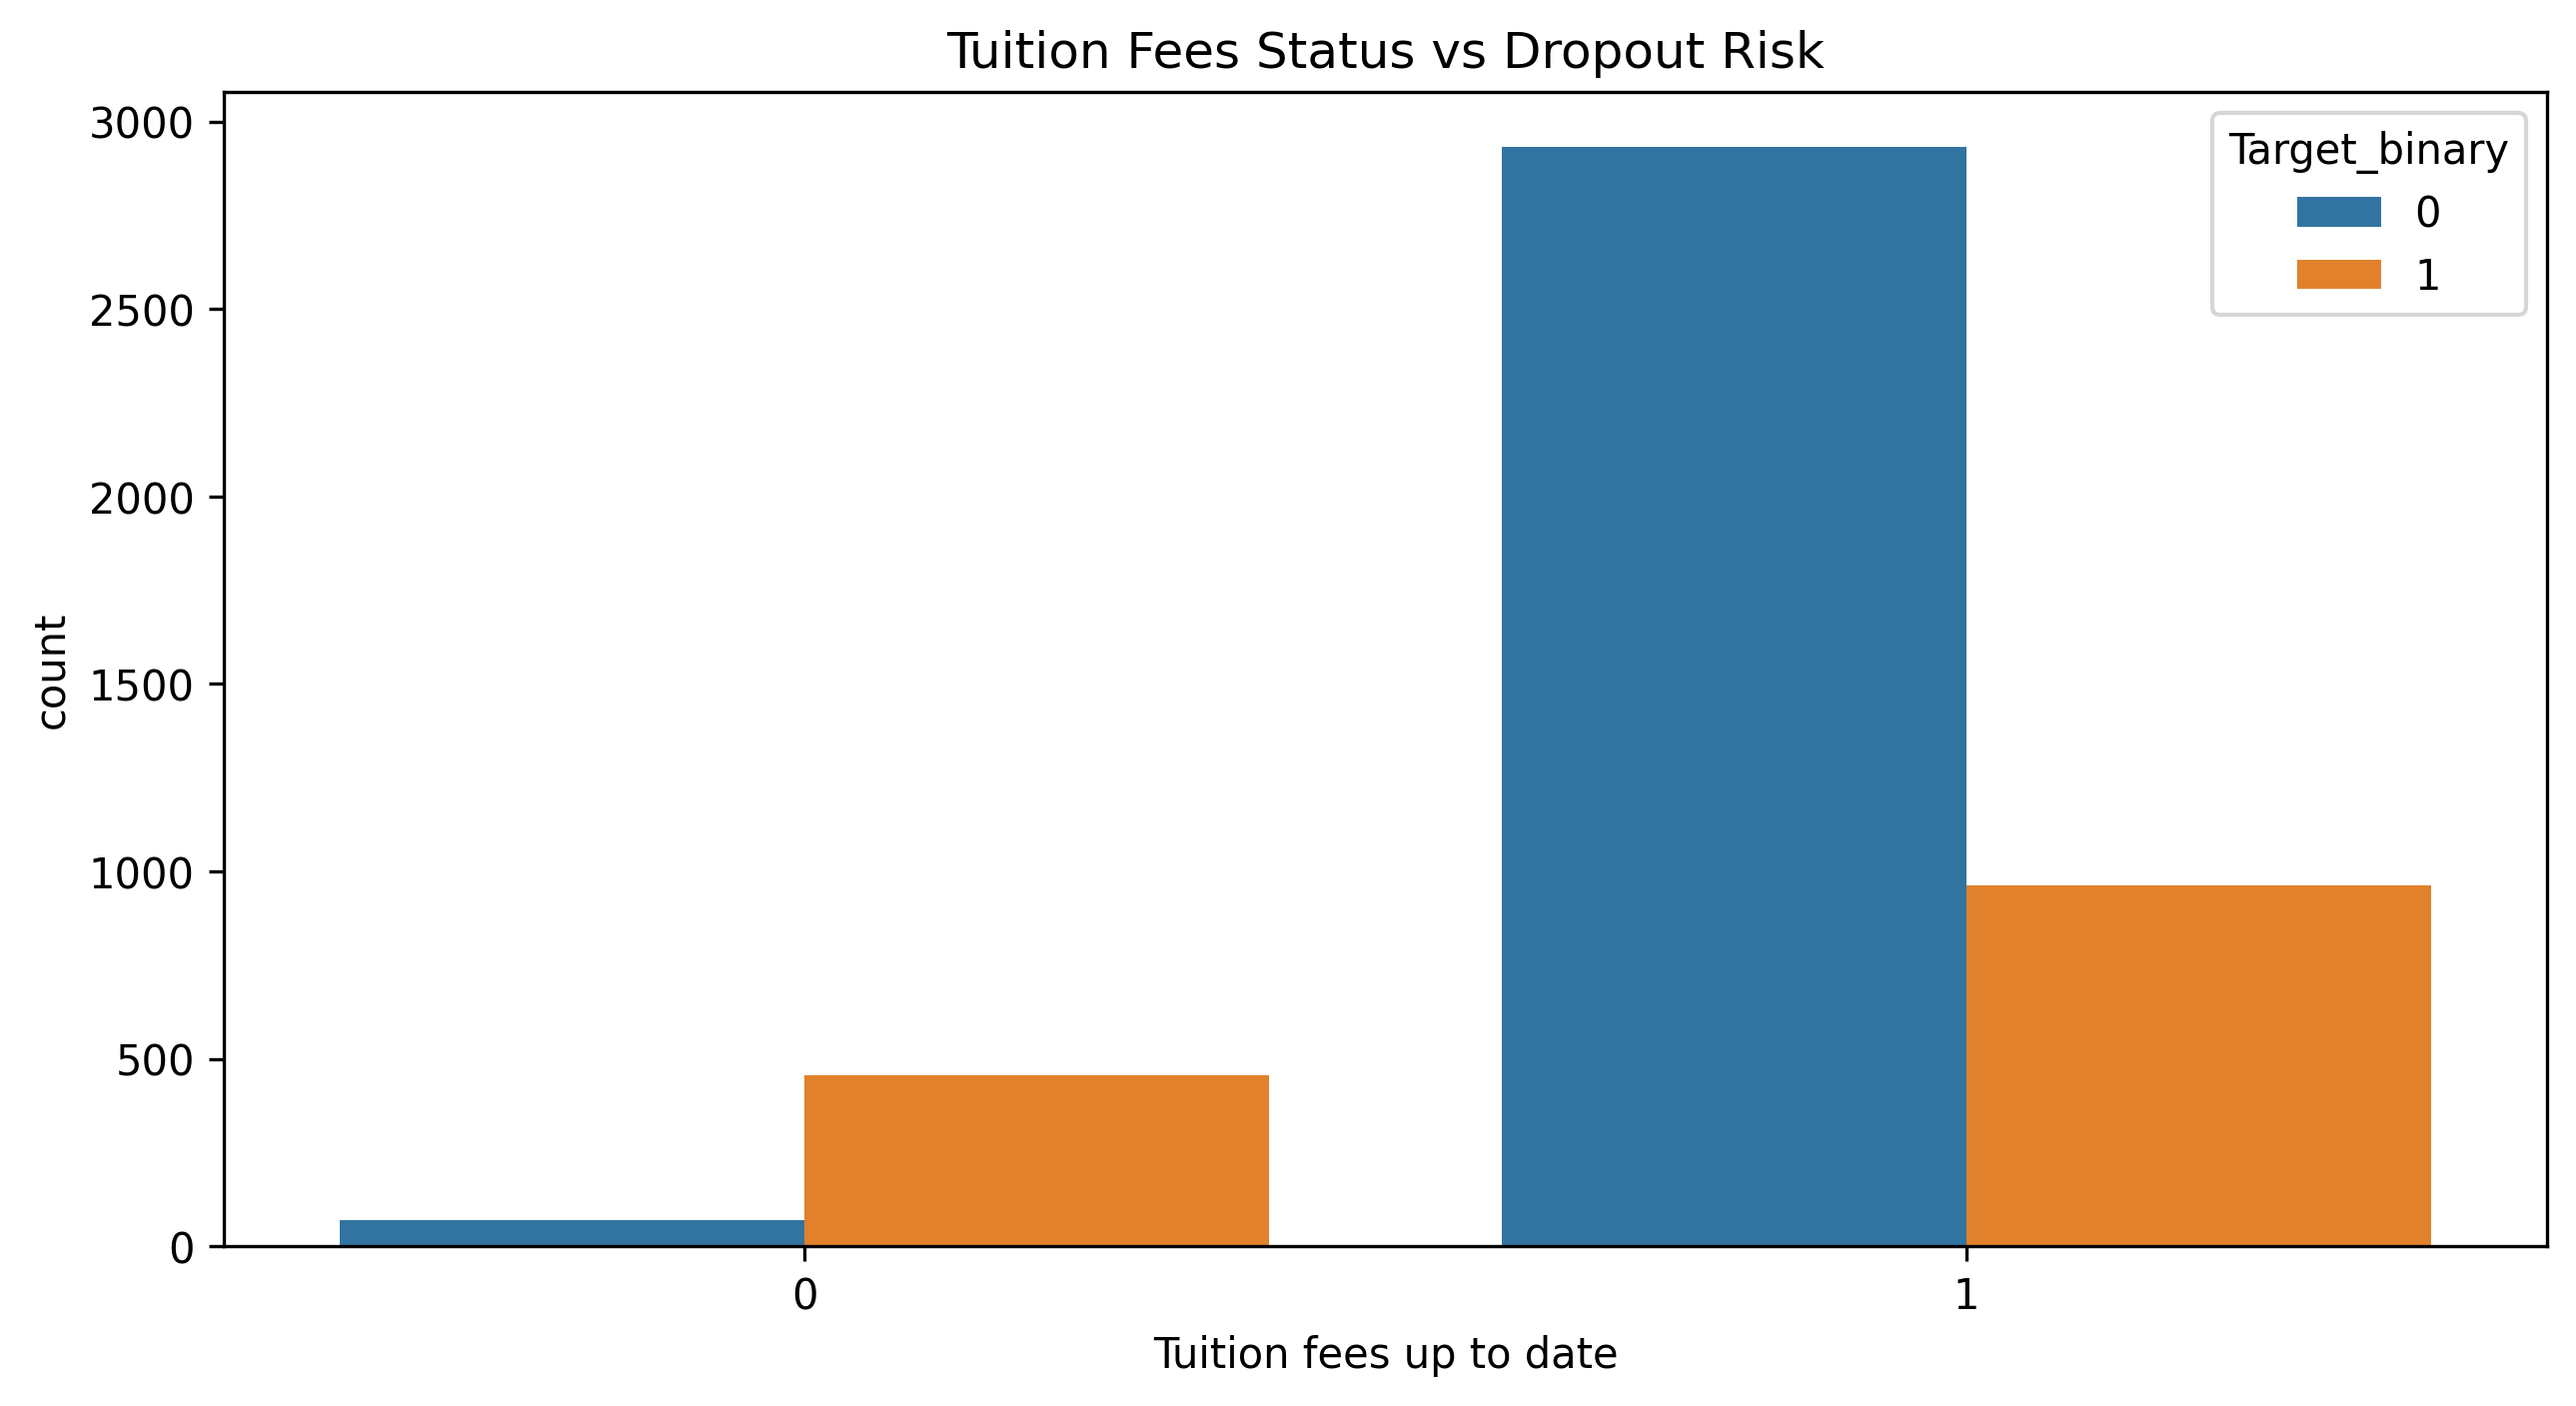 Tuition Fees Status vs Dropout Risk
3000
2500
2000
1500
1000
500
0
count
Target_binary
0
1
0
1
Tuition fees up to date